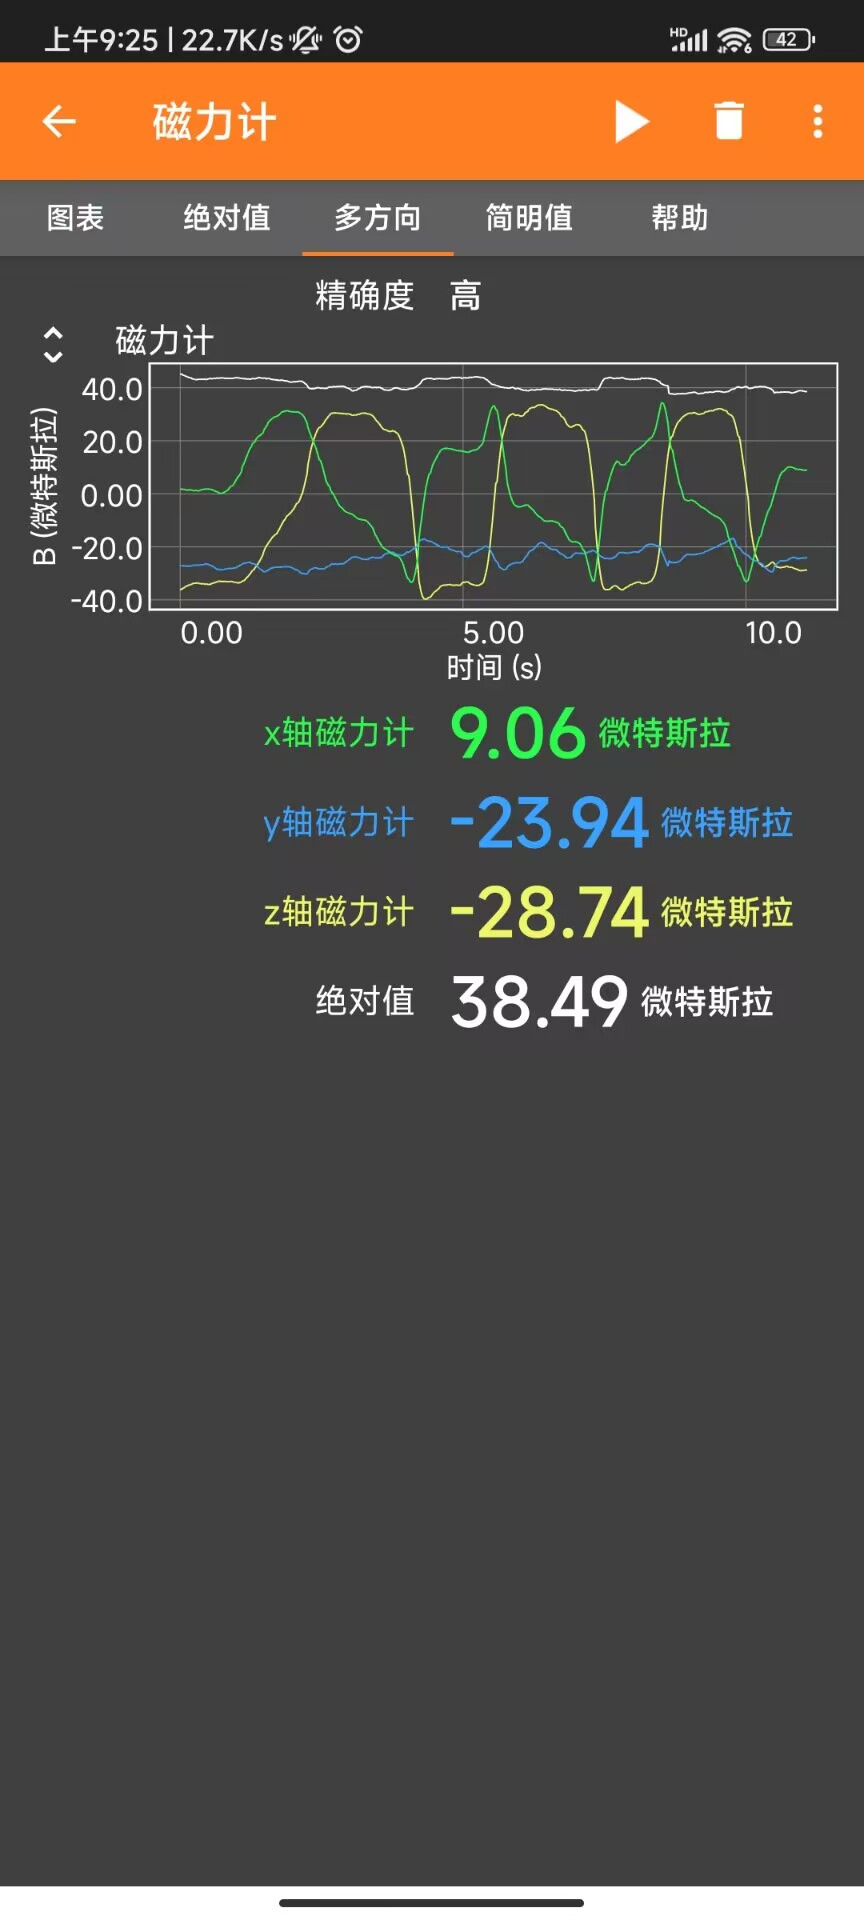 上午9:25 | 22.7K/s HD 6 42
磁力计
图表 绝对值 多方向 简明值 帮助
精确度 高
磁力计
40.0
20.0
0.00
-20.0
-40.0
B (微特斯拉)
0.00 5.00 10.0
时间 (s)
x轴磁力计 9.06 微特斯拉
y轴磁力计 -23.94 微特斯拉
z轴磁力计 -28.74 微特斯拉
绝对值 38.49 微特斯拉